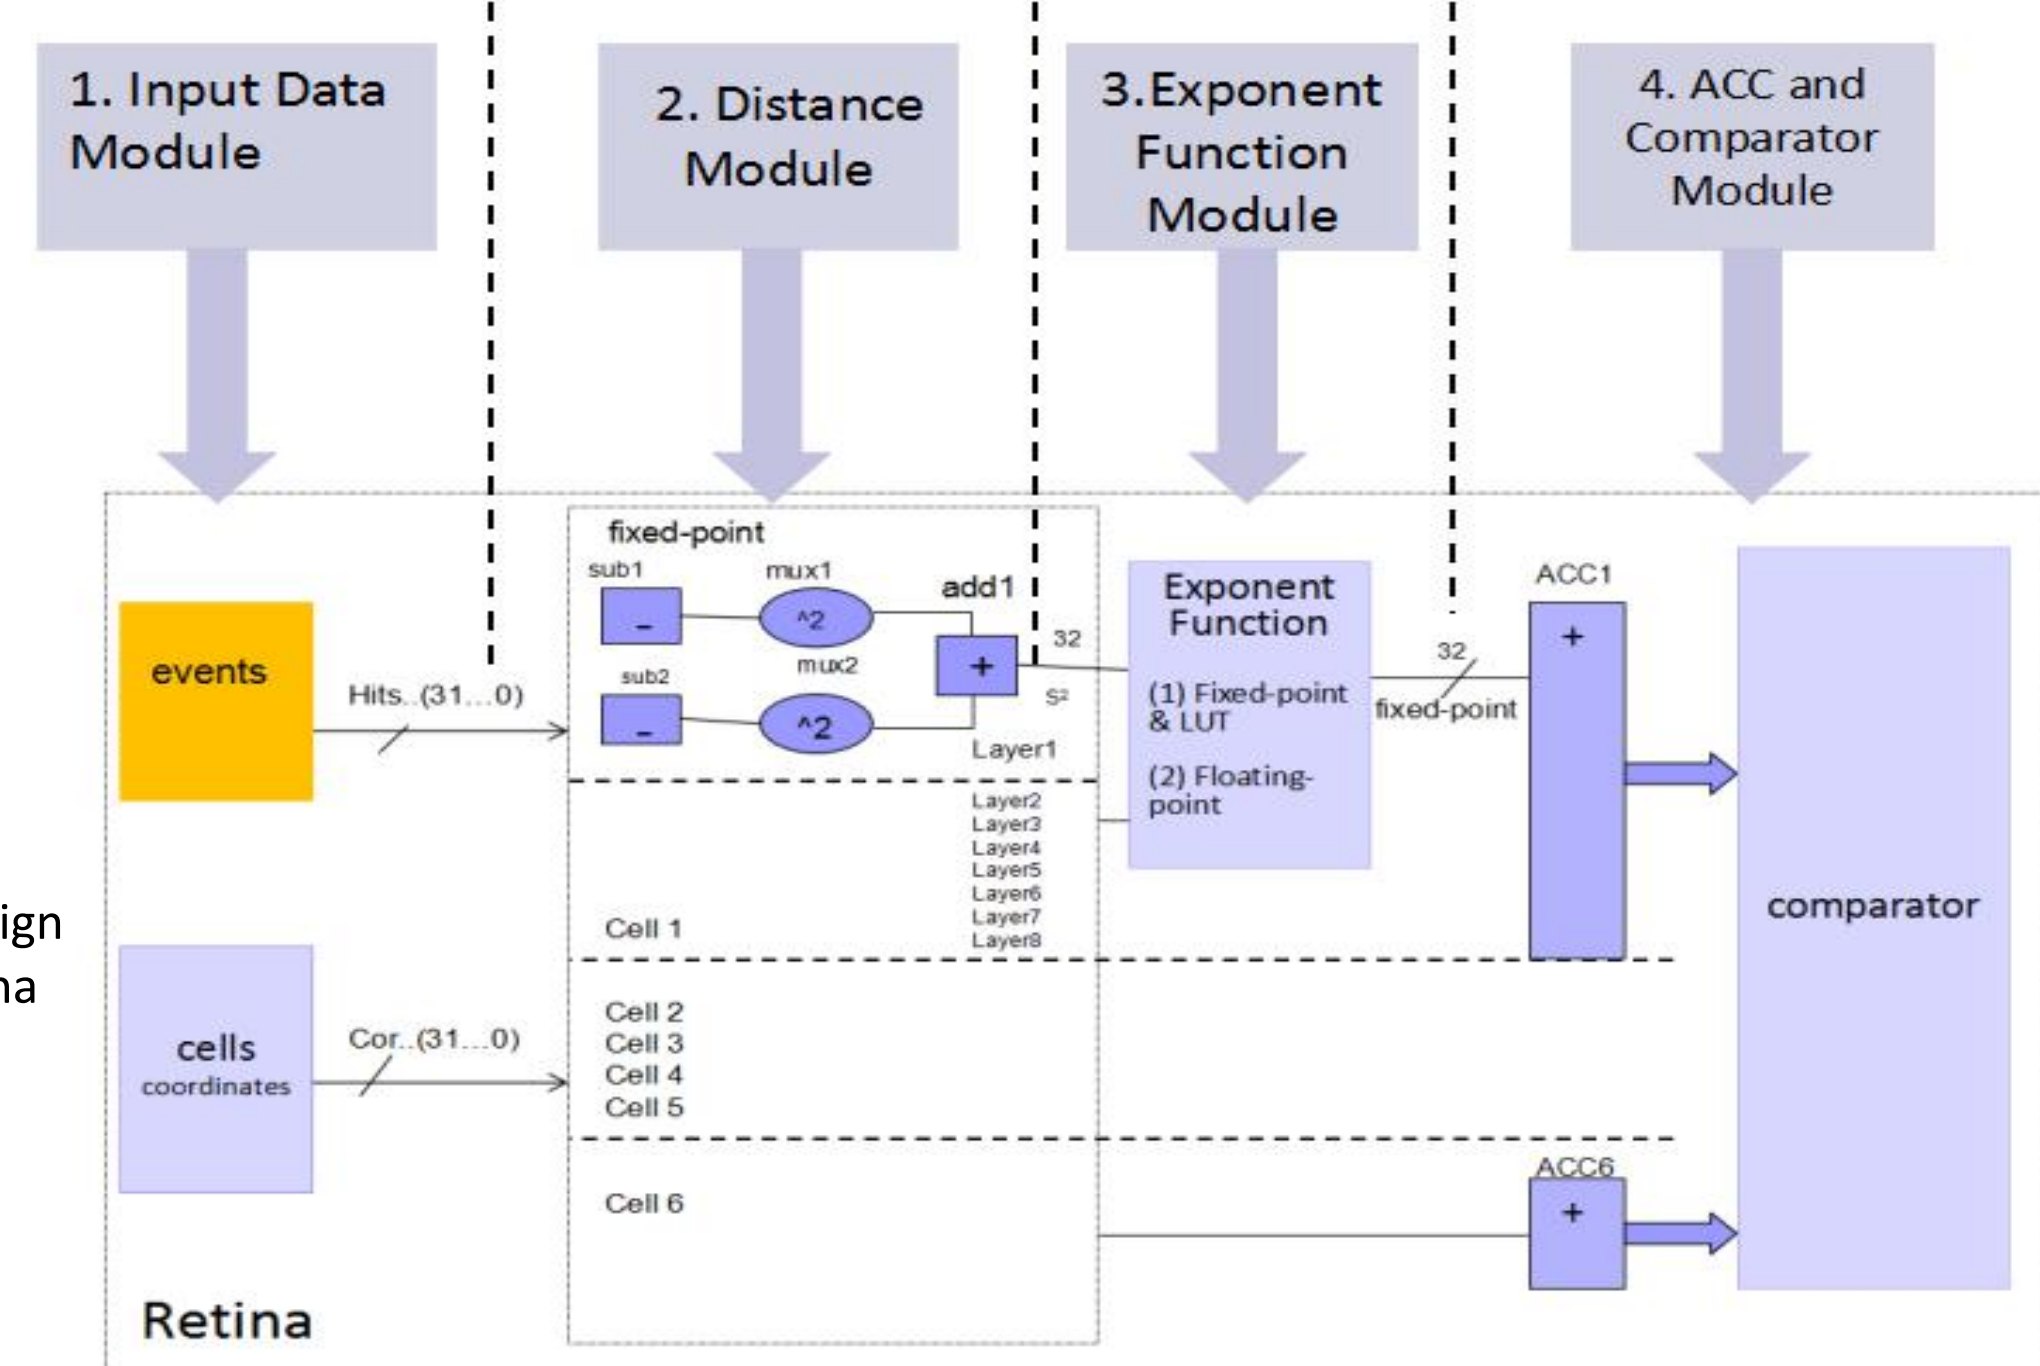 1. Input Data
Module
2. Distance
Module
3.Exponent
Function
Module
4. ACC and
Comparator
Module
events
Hits..(31...0)
cells
coordinates
Cor..(31...0)
ign
na
Retina
fixed-point
sub1
mux1
add1
-
^2
+
sub2
mux2
-
^2
32
S²
Layer1
Layer2
Layer3
Layer4
Layer5
Layer6
Layer7
Layer8
Cell 1
Cell 2
Cell 3
Cell 4
Cell 5
Cell 6
Exponent
Function
(1) Fixed-point
& LUT
(2) Floating-
point
32
fixed-point
ACC1
+
ACC6
+
comparator